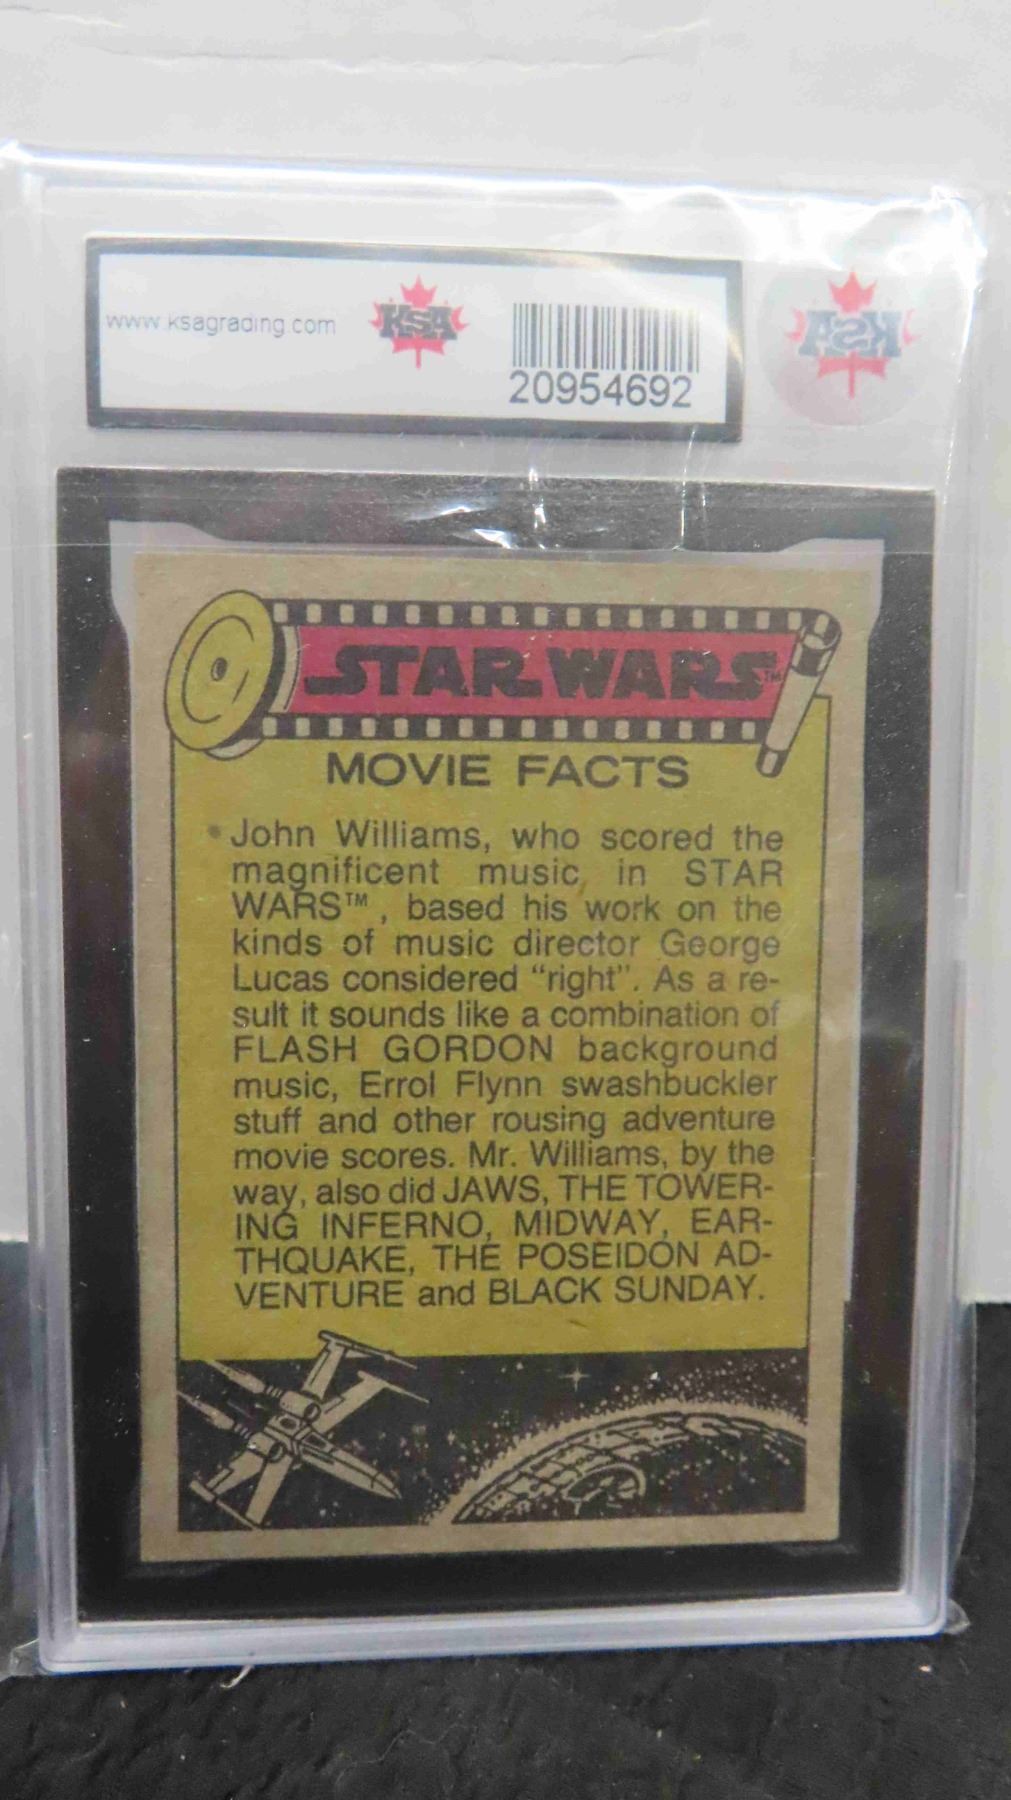 www.ksagrading.com
KSA
20954692
KSA
STAR WARS™
MOVIE FACTS
• John Williams, who scored the
magnificent music in STAR
WARS™, based his work on the
kinds of music director George
Lucas considered "right". As a re-
sult it sounds like a combination of
FLASH GORDON background
music, Errol Flynn swashbuckler
stuff and other rousing adventure
movie scores. Mr. Williams, by the
way, also did JAWS, THE TOWER-
ING INFERNO, MIDWAY, EAR-
THQUAKE, THE POSEIDON AD-
VENTURE and BLACK SUNDAY.